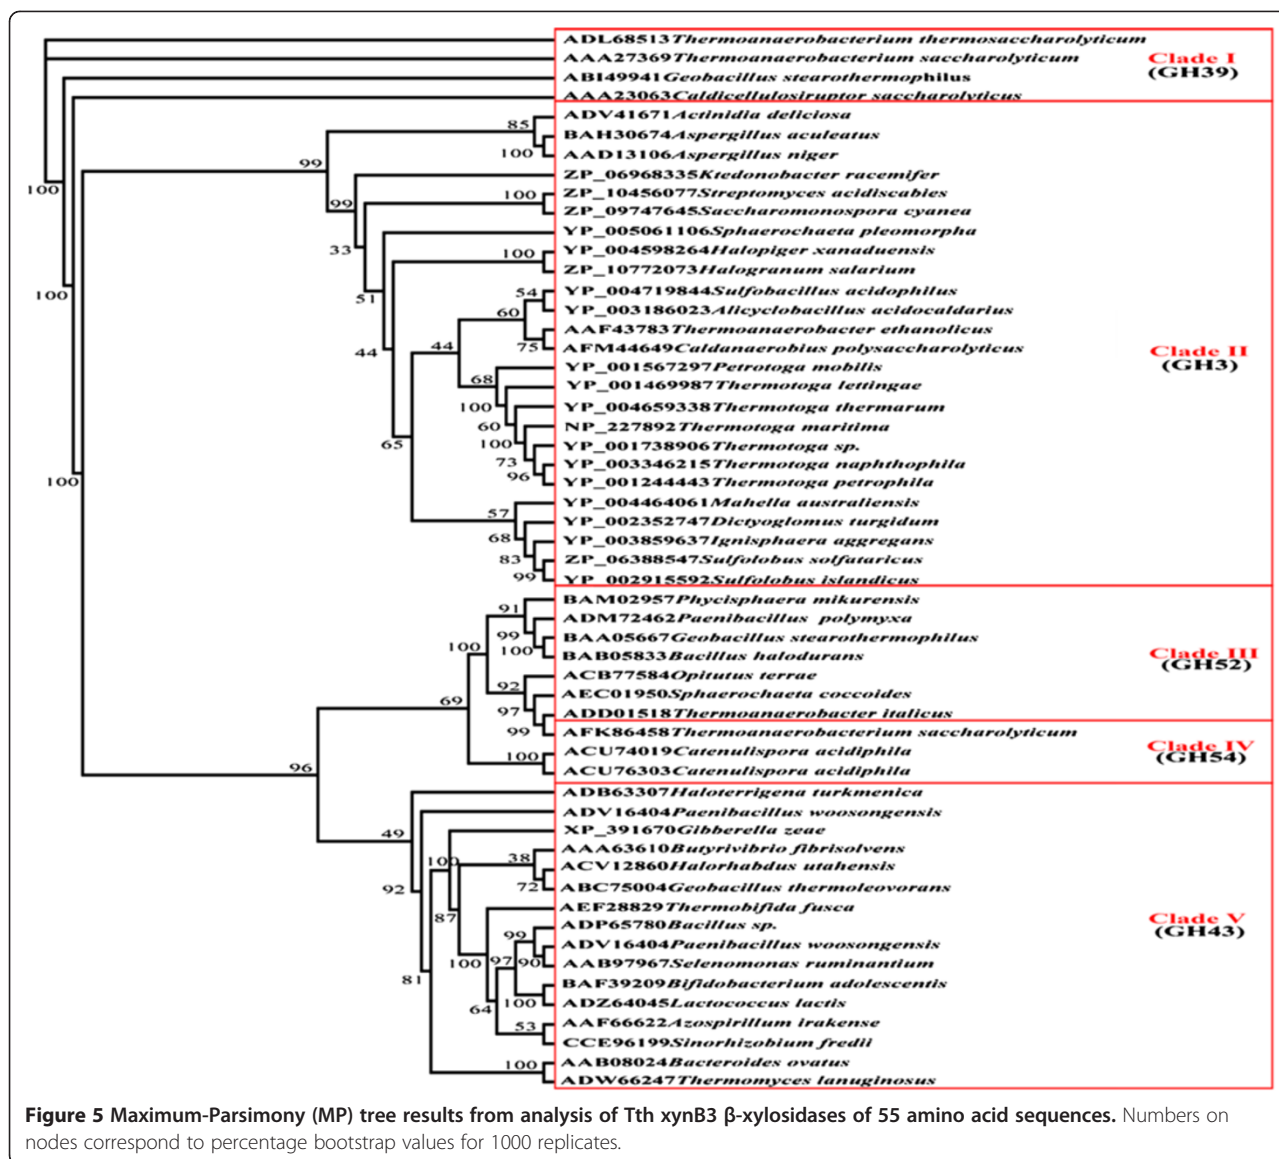 ADL68513Thermoanaerobacterium thermosaccharolyticum
AAA27369Thermoanaerobacterium saccharolyticum
ABI49941Geobacillus stearothermophilus
AAA23063Caldicellulosiruptor saccharolyticus
Clade I
(GH39)
ADV41671Actinidia deliciosa
BAH30674Aspergillus aculeatus
AAD13106Aspergillus niger
ZP_06968335Ktedonobacter racemifer
ZP_10456077Streptomyces acidiscabies
ZP_09747645Saccharomonospora cyanea
YP_005061106Sphaerochaeta pleomorpha
YP_004598264Halopiger xanaduensis
ZP_10772073Halogranum salarium
YP_004719844Sulfobacillus acidophilus
YP_003186023Alicyclobacillus acidocaldarius
AAF43783Thermoanaerobacter ethanolicus
AFM44649Caldanaerobius polysaccharolyticus
YP_001567297Petrotoga mobilis
YP_001469987Thermotoga lettingae
YP_004659338Thermotoga thermarum
NP_227892Thermotoga maritima
YP_001738906Thermotoga sp.
YP_003346215Thermotoga naphthophila
YP_001244443Thermotoga petrophila
YP_004464061Mahella australiensis
YP_002352747Dictyoglomus turgidum
YP_003859637Ignisphaera aggregans
ZP_06388547Sulfolobus solfataricus
YP_002915592Sulfolobus islandicus
Clade II
(GH3)
BAM02957Phycisphaera mikurensis
ADM72462Paenibacillus polymyxa
BAA05667Geobacillus stearothermophilus
BAB05833Bacillus halodurans
ACB77584Opitutus terrae
AEC01950Sphaerochaeta coccoides
ADD01518Thermoanaerobacter italicus
Clade III
(GH52)
AFK86458Thermoanaerobacterium saccharolyticum
ACU74019Catenulispora acidiphila
ACU76303Catenulispora acidiphila
Clade IV
(GH54)
ADB63307Haloterrigena turkmenica
ADV16404Paenibacillus woosongensis
XP_391670Gibberella zeae
AAA63610Butyrivibrio fibrisolvens
ACV12860Halorhabdus utahensis
ABC75004Geobacillus thermoleovorans
AEF28829Thermobifida fusca
ADP65780Bacillus sp.
ADV16404Paenibacillus woosongensis
AAB97967Selenomonas ruminantium
BAF39209Bifidobacterium adolescentis
ADZ64045Lactococcus lactis
AAF66622Azospirillum irakense
CCE96199Sinorhizobium fredii
AAB08024Bacteroides ovatus
ADW66247Thermomyces lanuginosus
Clade V
(GH43)
100
100
100
99
85
100
99
33
100
51
44
100
65
44
60
54
75
68
100
60
100
73
96
57
68
83
99
96
69
100
91
99
100
92
97
99
100
49
92
81
100
87
38
72
100
64
97
99
90
100
53
100
Figure 5 Maximum-Parsimony (MP) tree results from analysis of Tth xynB3 β-xylosidases of 55 amino acid sequences. Numbers on
nodes correspond to percentage bootstrap values for 1000 replicates.